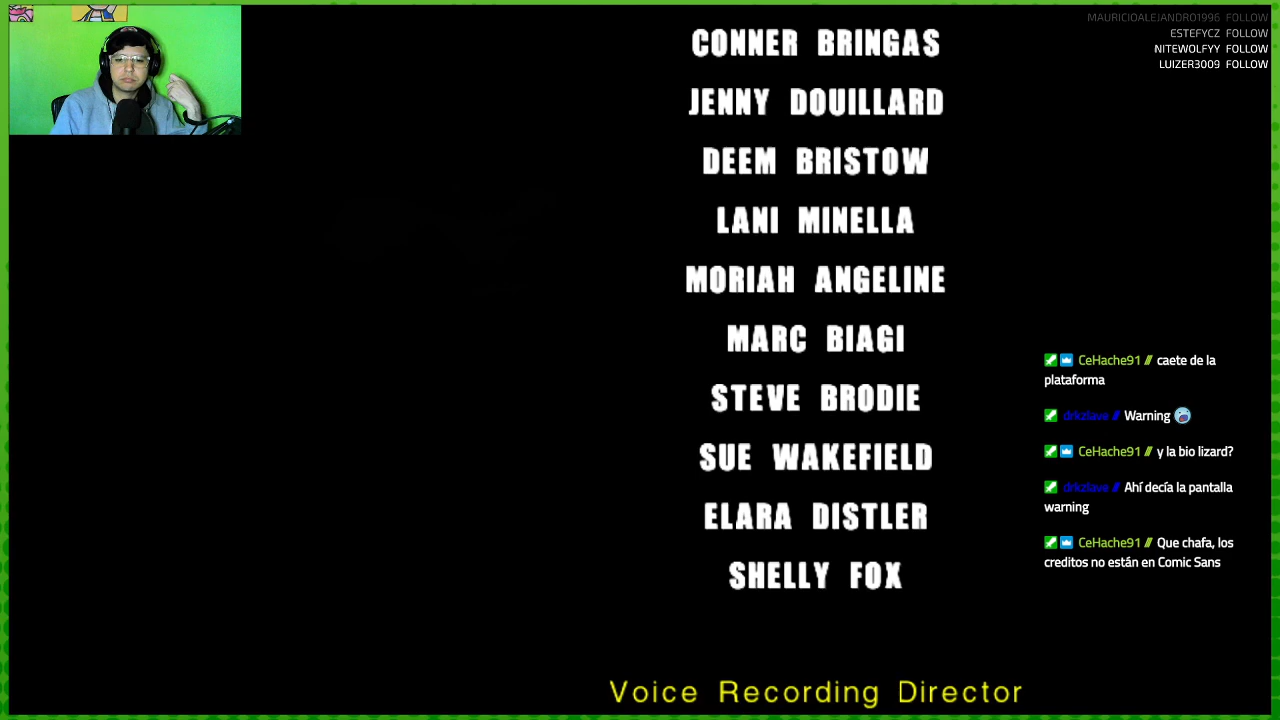 MAURICIOALEJANDRO1996 FOLLOW
ESTEFYCZ FOLLOW
NITEWOLFYY FOLLOW
LUIZER3009 FOLLOW
CONNER BRINGAS
JENNY DOUILLARD
DEEM BRISTOW
LANI MINELLA
MORIAH ANGELINE
MARC BIAGI
STEVE BRODIE
SUE WAKEFIELD
ELARA DISTLER
SHELLY FOX
Voice Recording Director
CeHache91 // caete de la
plataforma
drkzlave // Warning
CeHache91 // y la bio lizard?
drkzlave // Ahí decía la pantalla
warning
CeHache91 // Que chafa, los
creditos no están en Comic Sans